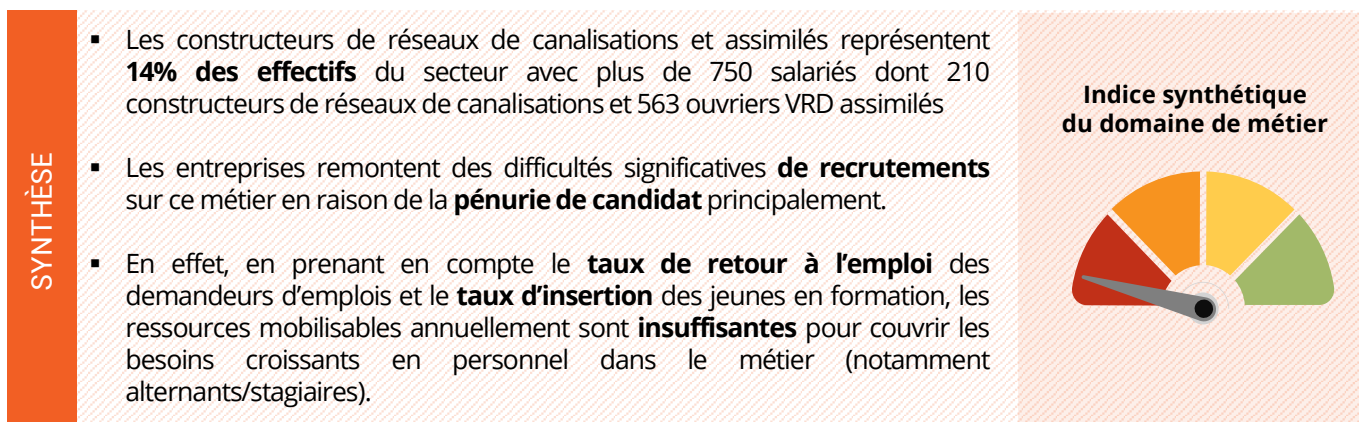 SYNTHÈSE
▪ Les constructeurs de réseaux de canalisations et assimilés représentent
14% des effectifs du secteur avec plus de 750 salariés dont 210
constructeurs de réseaux de canalisations et 563 ouvriers VRD assimilés
▪ Les entreprises remontent des difficultés significatives de recrutements
sur ce métier en raison de la pénurie de candidat principalement.
▪ En effet, en prenant en compte le taux de retour à l’emploi des
demandeurs d’emplois et le taux d’insertion des jeunes en formation, les
ressources mobilisables annuellement sont insuffisantes pour couvrir les
besoins croissants en personnel dans le métier (notamment
alternants/stagiaires).
Indice synthétique
du domaine de métier